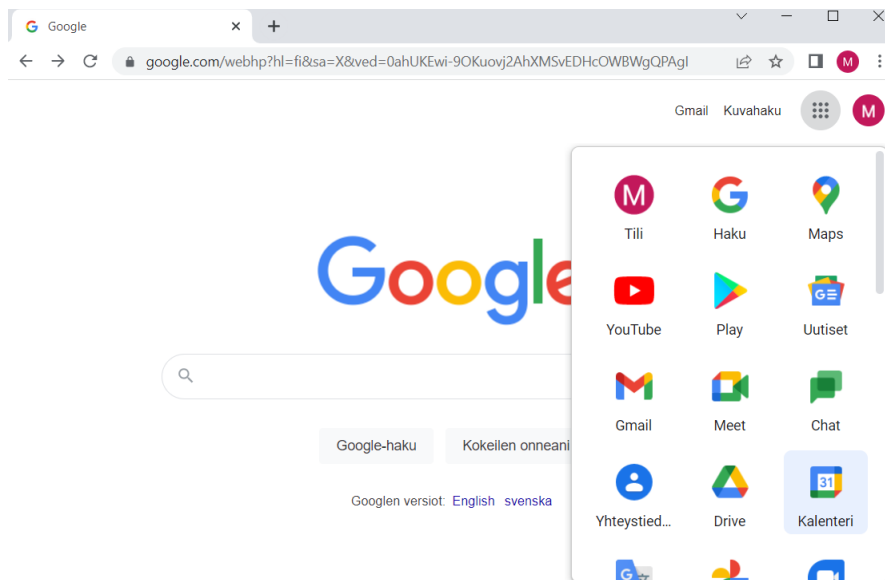 Google
google.com/webhp?hl=fi&sa=X&ved=0ahUKEwi-9OKuovj2AhXMSvEDHcOWBWgQPAgI
M
Gmail Kuvahaku
M
M
Tili Haku Maps
Google
YouTube Play Uutiset
Gmail Meet Chat
Google-haku Kokeilen onneani
31
Googlen versiot: English svenska
Yhteystied... Drive Kalenteri